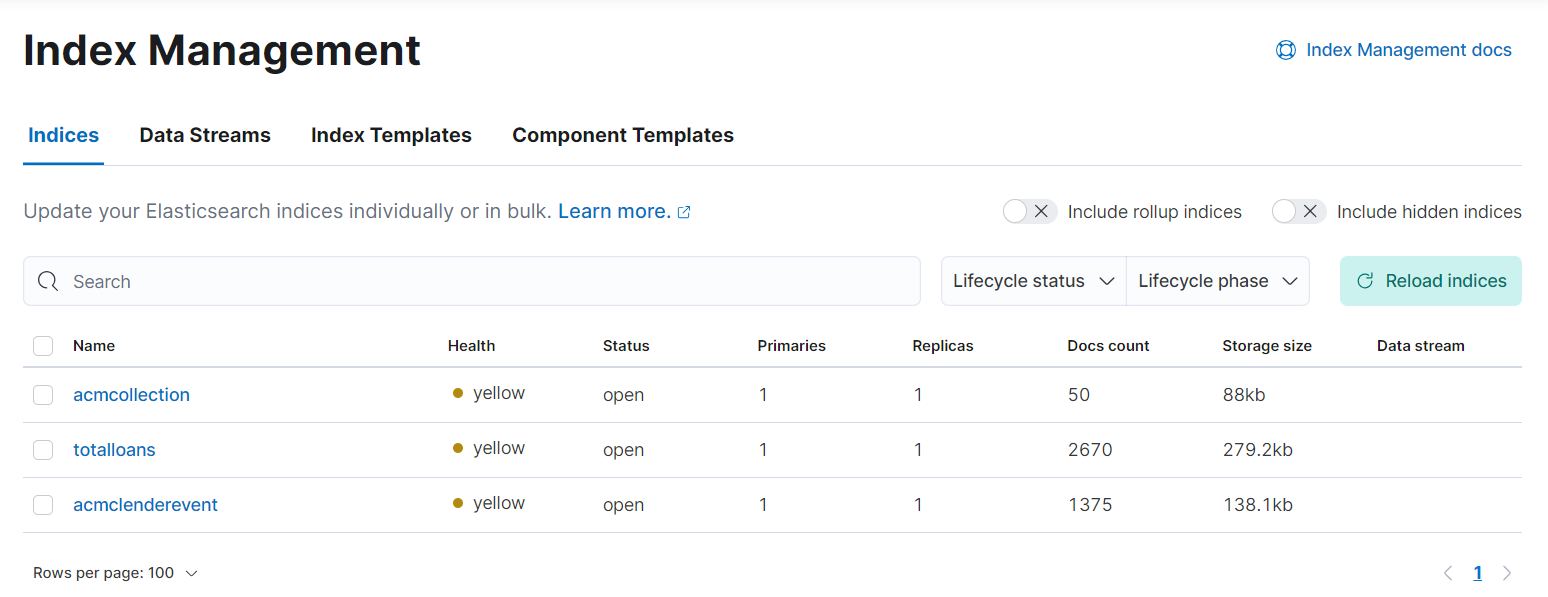 Index Management
Index Management docs
Indices Data Streams Index Templates Component Templates
Update your Elasticsearch indices individually or in bulk. Learn more.
Include rollup indices Include hidden indices
Search
Lifecycle status Lifecycle phase Reload indices
Name Health Status Primaries Replicas Docs count Storage size Data stream
acmcollection yellow open 1 1 50 88kb
totalloans yellow open 1 1 2670 279.2kb
acmclenderevent yellow open 1 1 1375 138.1kb
Rows per page: 100
1